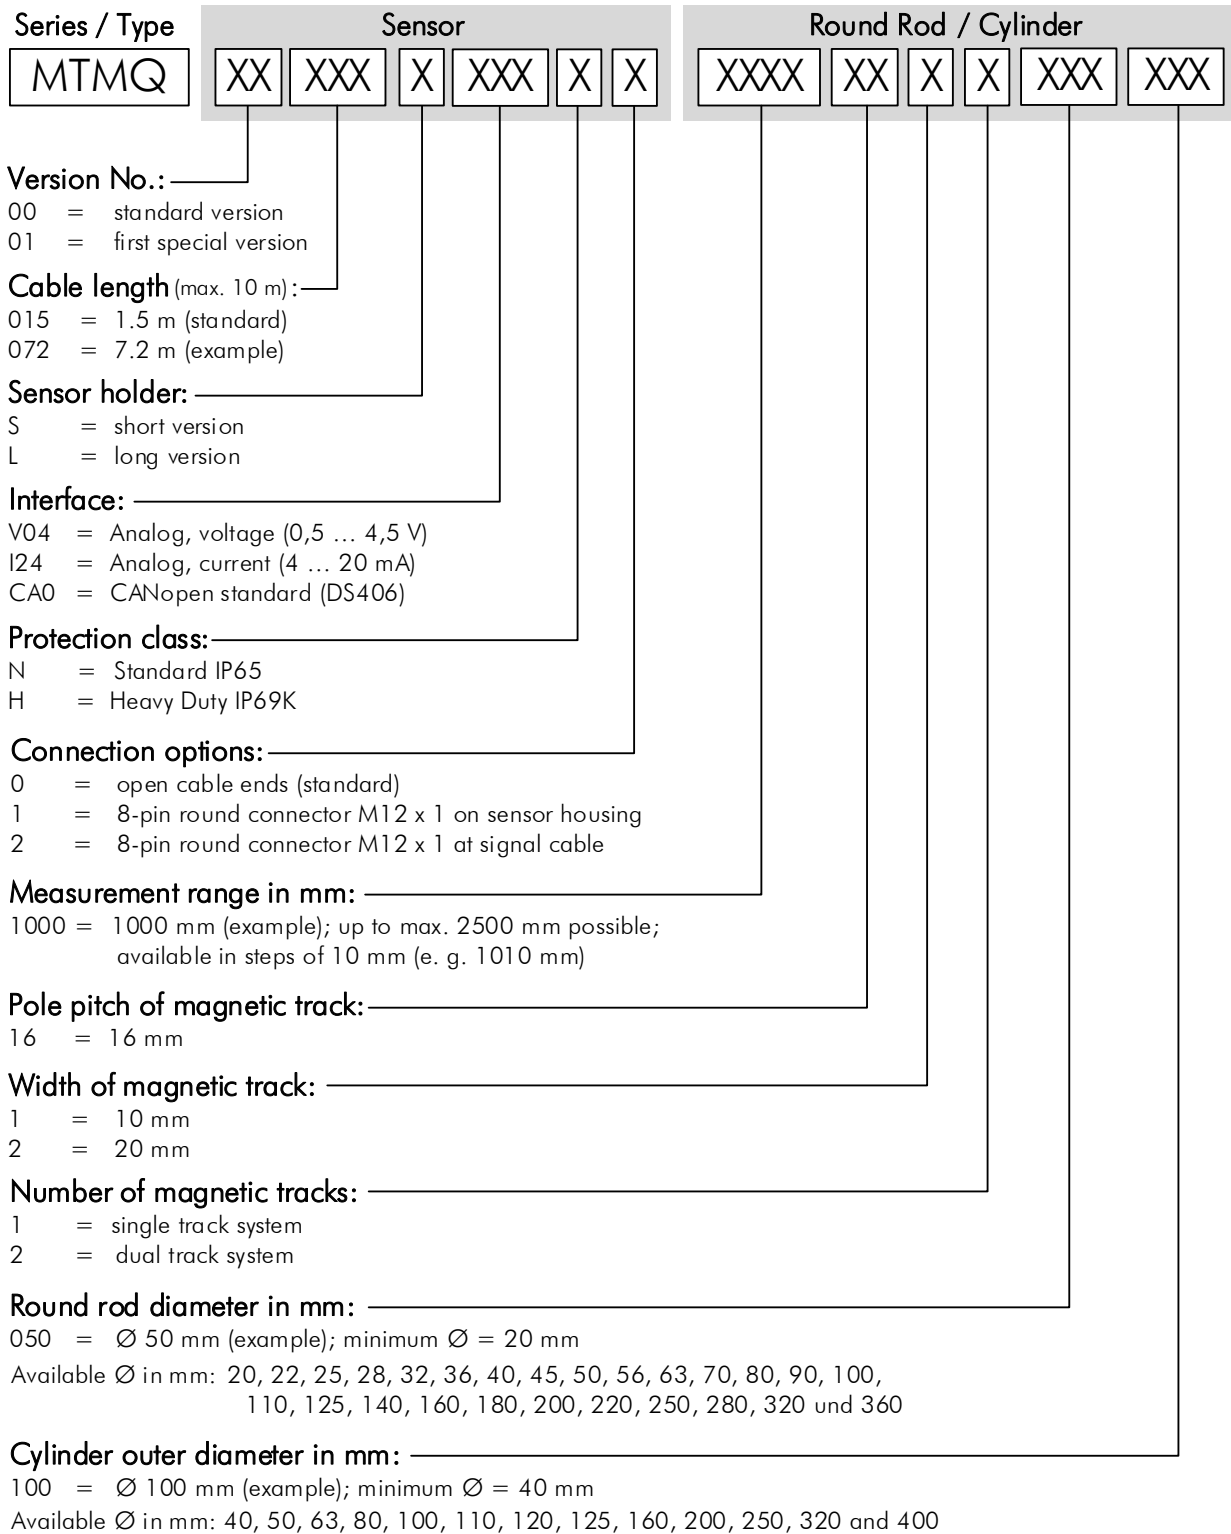 Series / Type Sensor Round Rod / Cylinder
MTMQ XX XXX X XXX X X XXXX XX X X XXX XXX
Version No.:
00 = standard version
01 = first special version
Cable length (max. 10 m):
015 = 1.5 m (standard)
072 = 7.2 m (example)
Sensor holder:
S = short version
L = long version
Interface:
V04 = Analog, voltage (0,5 … 4,5 V)
I24 = Analog, current (4 … 20 mA)
CA0 = CANopen standard (DS406)
Protection class:
N = Standard IP65
H = Heavy Duty IP69K
Connection options:
0 = open cable ends (standard)
1 = 8-pin round connector M12 x 1 on sensor housing
2 = 8-pin round connector M12 x 1 at signal cable
Measurement range in mm:
1000 = 1000 mm (example); up to max. 2500 mm possible;
available in steps of 10 mm (e. g. 1010 mm)
Pole pitch of magnetic track:
16 = 16 mm
Width of magnetic track:
1 = 10 mm
2 = 20 mm
Number of magnetic tracks:
1 = single track system
2 = dual track system
Round rod diameter in mm:
050 = Ø 50 mm (example); minimum Ø = 20 mm
Available Ø in mm: 20, 22, 25, 28, 32, 36, 40, 45, 50, 56, 63, 70, 80, 90, 100,
110, 125, 140, 160, 180, 200, 220, 250, 280, 320 und 360
Cylinder outer diameter in mm:
100 = Ø 100 mm (example); minimum Ø = 40 mm
Available Ø in mm: 40, 50, 63, 80, 100, 110, 120, 125, 160, 200, 250, 320 and 400